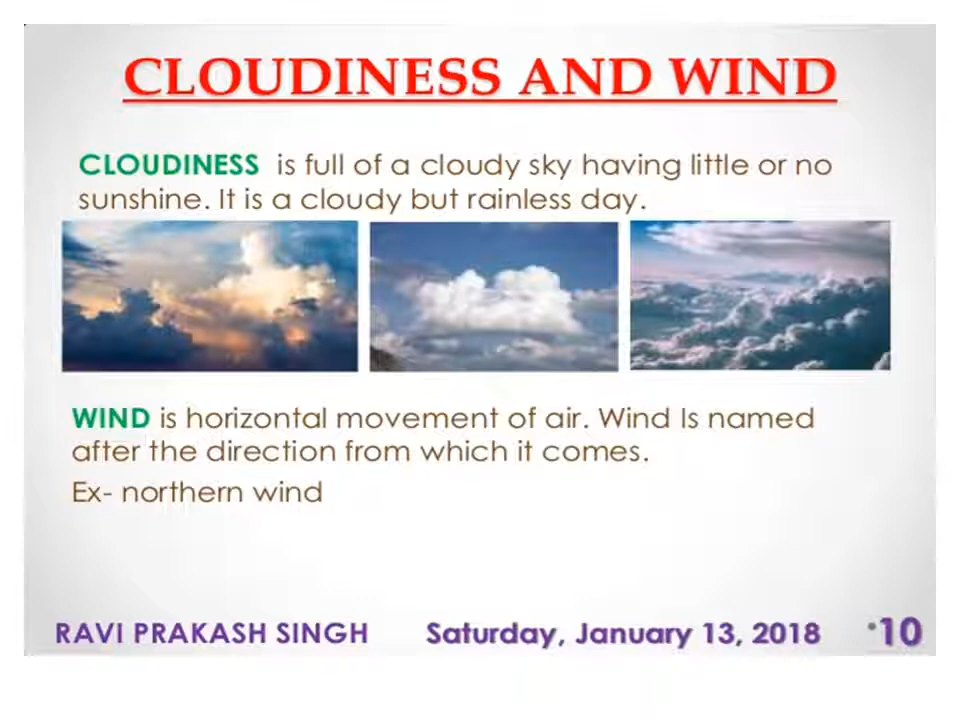 CLOUDINESS AND WIND
CLOUDINESS is full of a cloudy sky having little or no
sunshine. It is a cloudy but rainless day.
WIND is horizontal movement of air. Wind Is named
after the direction from which it comes.
Ex- northern wind
RAVI PRAKASH SINGH Saturday, January 13, 2018 •10